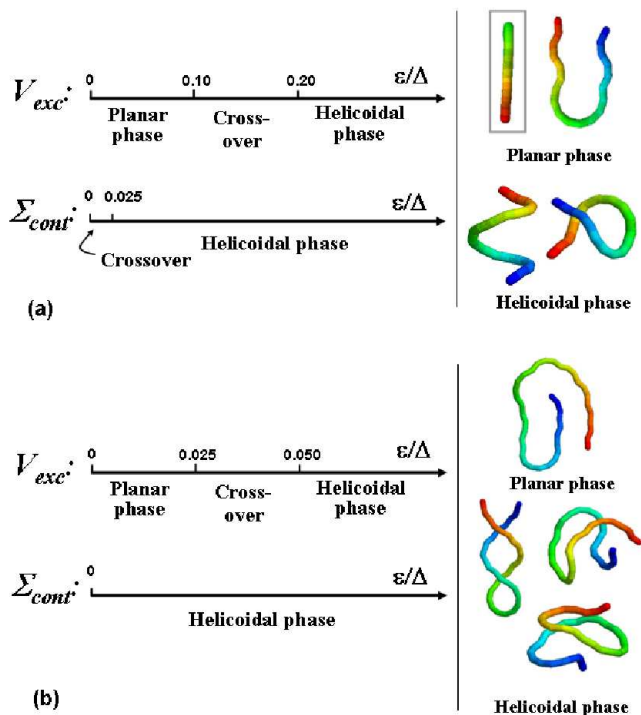 0 0.10 0.20 ε/Δ
V_exc:
Planar phase
Cross-over
Helicoidal phase
Planar phase
0 0.025 ε/Δ
Σ_cont:
Helicoidal phase
Crossover
Helicoidal phase
(a)
0 0.025 0.050 ε/Δ
V_exc:
Planar phase
Cross-over
Helicoidal phase
Planar phase
0 ε/Δ
Σ_cont:
Helicoidal phase
(b)
Helicoidal phase